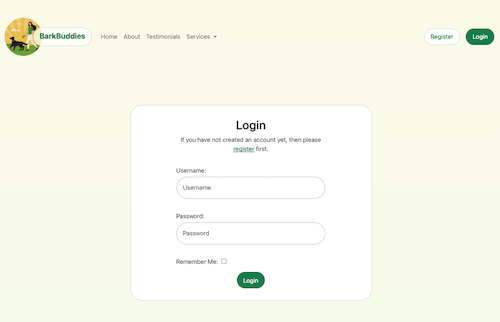 BarkBuddies
Home
About
Testimonials
Services
Register
Login
Login
If you have not created an account yet, then please
register first.
Username:
Username
Password:
Password
Remember Me:
Login